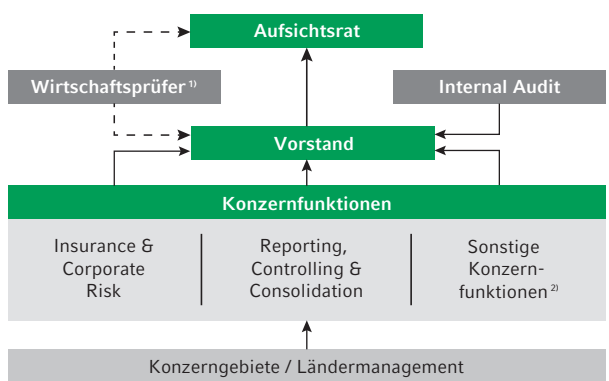 Aufsichtsrat
Wirtschaftsprüfer 1)
Internal Audit
Vorstand
Konzernfunktionen
Insurance &
Corporate
Risk
Reporting,
Controlling &
Consolidation
Sonstige
Konzern-
funktionen 2)
Konzerngebiete / Ländermanagement